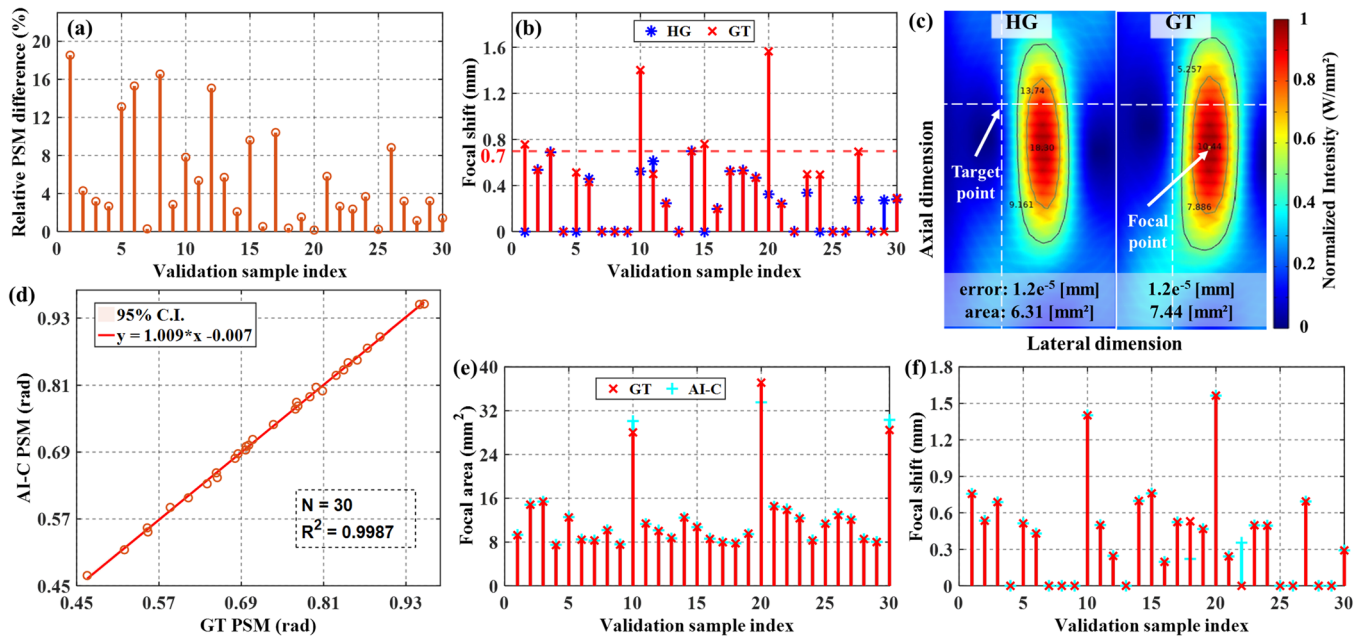 (a)
Relative PSM difference (%)
20
16
12
8
4
0
0 5 10 15 20 25 30
Validation sample index
(b)
HG GT
Focal shift (mm)
1.6
1.2
0.8
0.7
0.4
0
0 5 10 15 20 25 30
Validation sample index
(c)
HG GT
13.74
18.30
9.161
5.257
7.886
Target
point
Focal
point
error: 1.2e⁻⁵ [mm]
area: 6.31 [mm²]
1.2e⁻⁵ [mm]
7.44 [mm²]
Axial dimension
Lateral dimension
1
0.8
0.6
0.4
0.2
0
Normalized Intensity (W/mm²)
(d)
95% C.I.
y = 1.009*x -0.007
AI-C PSM (rad)
0.93
0.81
0.69
0.57
0.45
N = 30
R² = 0.9987
0.45 0.57 0.69 0.81 0.93
GT PSM (rad)
(e)
GT AI-C
Focal area (mm²)
40
32
24
16
8
0
0 5 10 15 20 25 30
Validation sample index
(f)
Focal shift (mm)
1.8
1.5
1.2
0.9
0.6
0.3
0
0 5 10 15 20 25 30
Validation sample index